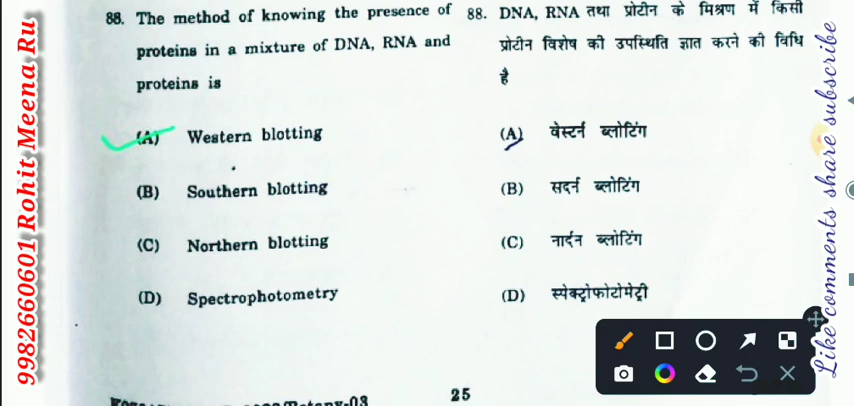 88. The method of knowing the presence of
proteins in a mixture of DNA, RNA and
proteins is
(A) Western blotting
(B) Southern blotting
(C) Northern blotting
(D) Spectrophotometry
88. DNA, RNA तथा प्रोटीन के मिश्रण में किसी
प्रोटीन विशेष की उपस्थिति ज्ञात करने की विधि
है
(A) वेस्टर्न ब्लोटिंग
(B) सदर्न ब्लोटिंग
(C) नार्दन ब्लोटिंग
(D) स्पेक्ट्रोफोटोमेट्री
25
9982660601 Rohit Meena Ru
Like comments share subscribe